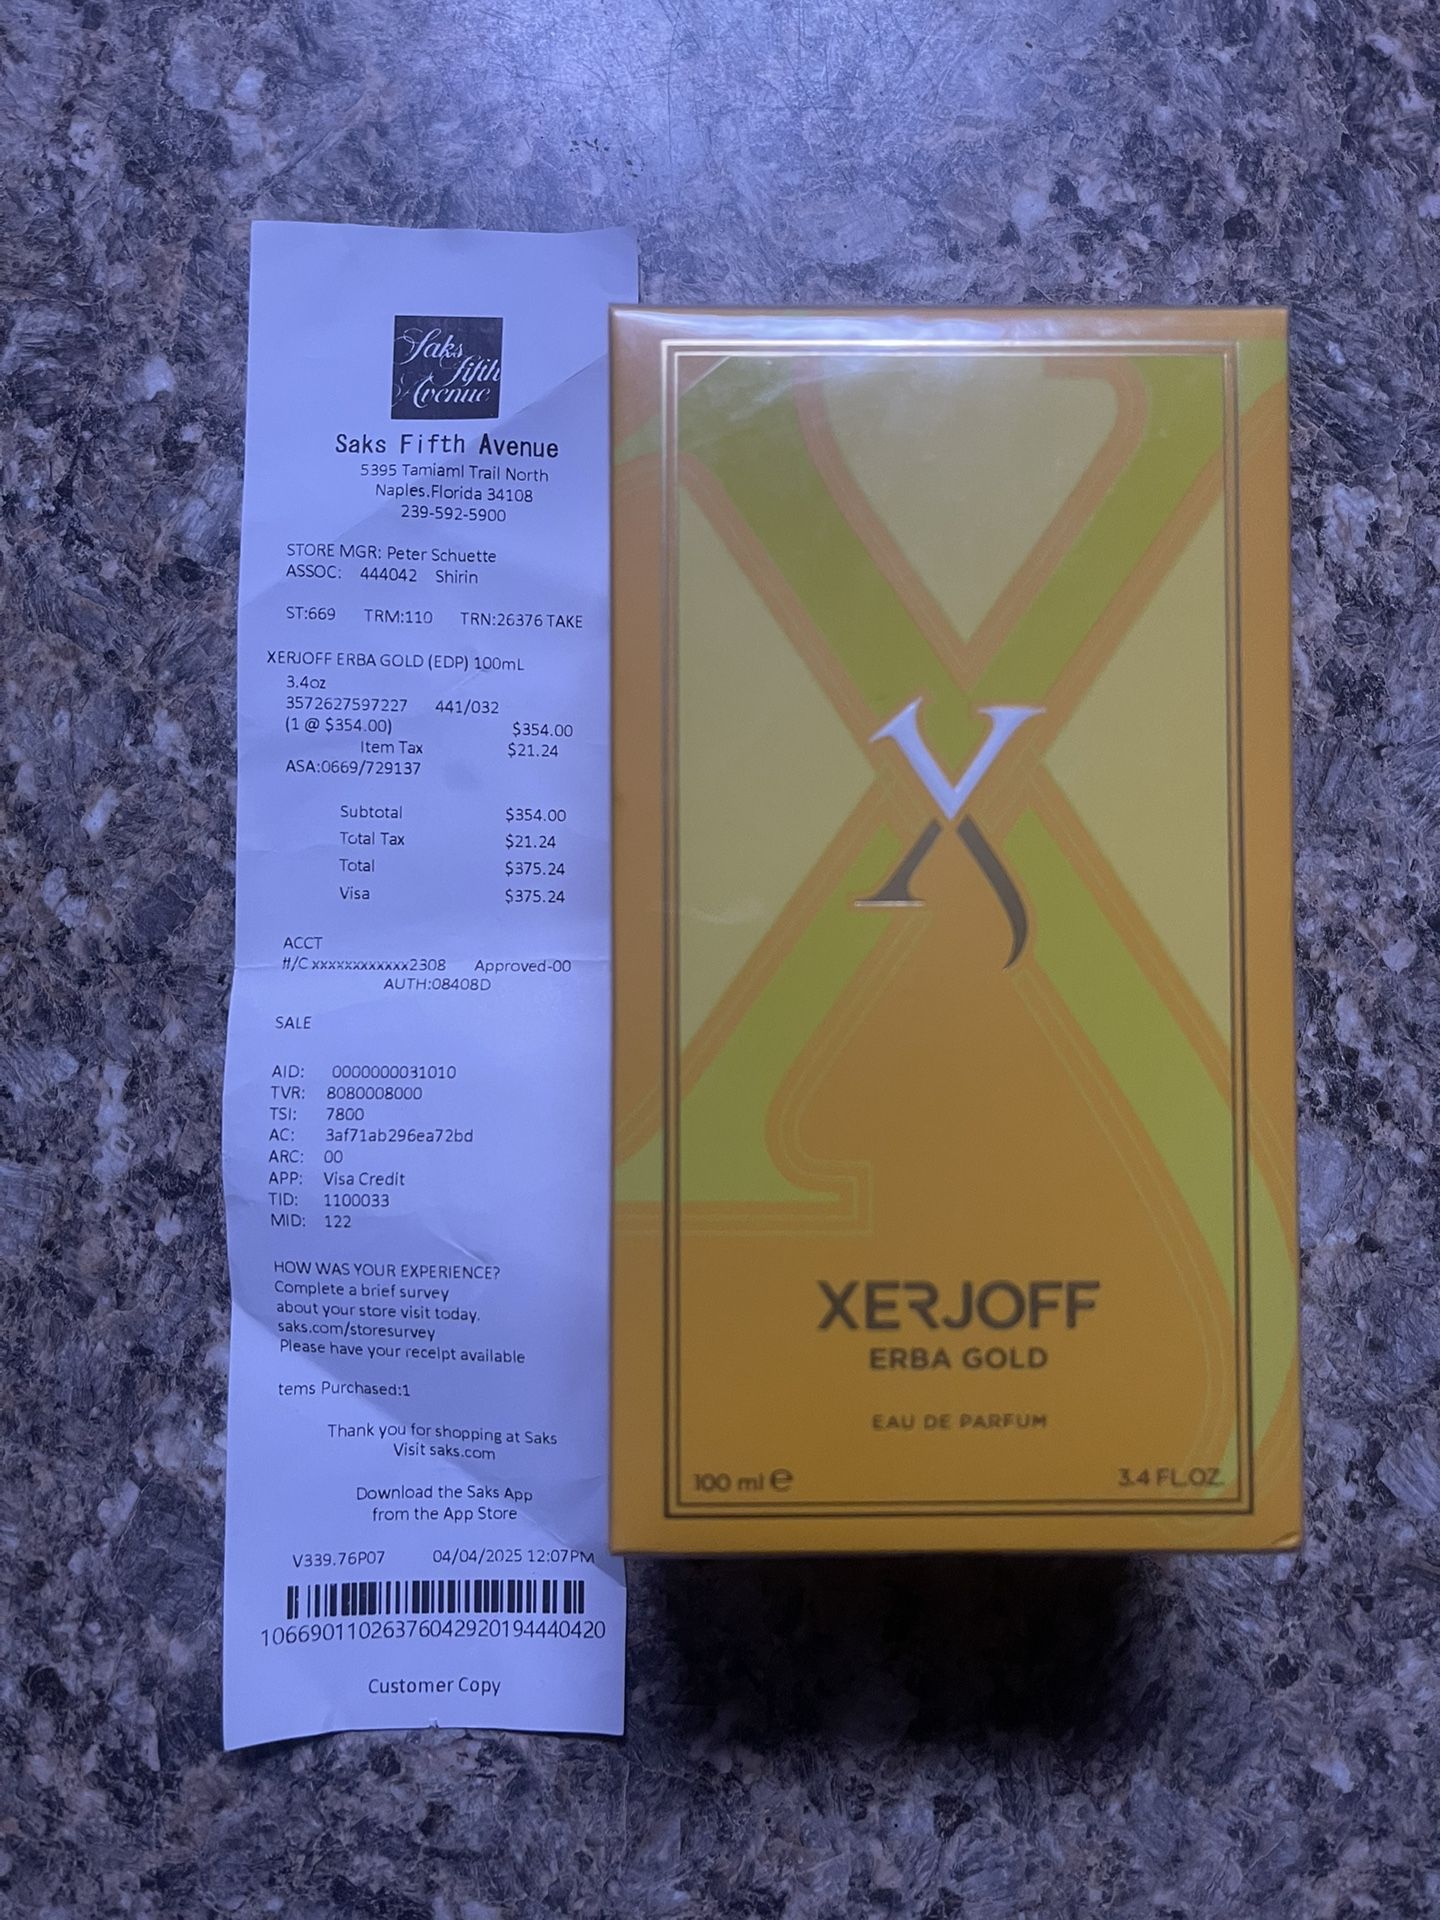 Saks
fifth
Avenue
Saks Fifth Avenue
5395 Tamiaml Trail North
Naples.Florida 34108
239-592-5900
STORE MGR: Peter Schuette
ASSOC: 444042 Shirin
ST:669 TRM:110 TRN:26376 TAKE
XERJOFF ERBA GOLD (EDP) 100mL
3.4oz
3572627597227 441/032
(1 @ $354.00) $354.00
Item Tax $21.24
ASA:0669/729137
Subtotal $354.00
Total Tax $21.24
Total $375.24
Visa $375.24
ACCT
#/C xxxxxxxxxxxx2308 Approved-00
AUTH:08408D
SALE
AID: 0000000031010
TVR: 8080008000
TSI: 7800
AC: 3af71ab296ea72bd
ARC: 00
APP: Visa Credit
TID: 1100033
MID: 122
HOW WAS YOUR EXPERIENCE?
Complete a brief survey
about your store visit today.
saks.com/storesurvey
Please have your receipt available
tems Purchased:1
Thank you for shopping at Saks
Visit saks.com
Download the Saks App
from the App Store
V339.76P07 04/04/2025 12:07PM
10669011026376042920194440420
Customer Copy
X
XERJOFF
ERBA GOLD
EAU DE PARFUM
100 ml e 3.4 FL.OZ.